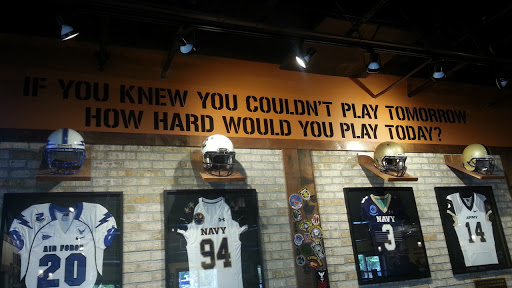 IF YOU KNEW YOU COULDN'T PLAY TOMORROW
HOW HARD WOULD YOU PLAY TODAY?
AIR FORCE
20
NAVY
94
NAVY
3
ARMY
14